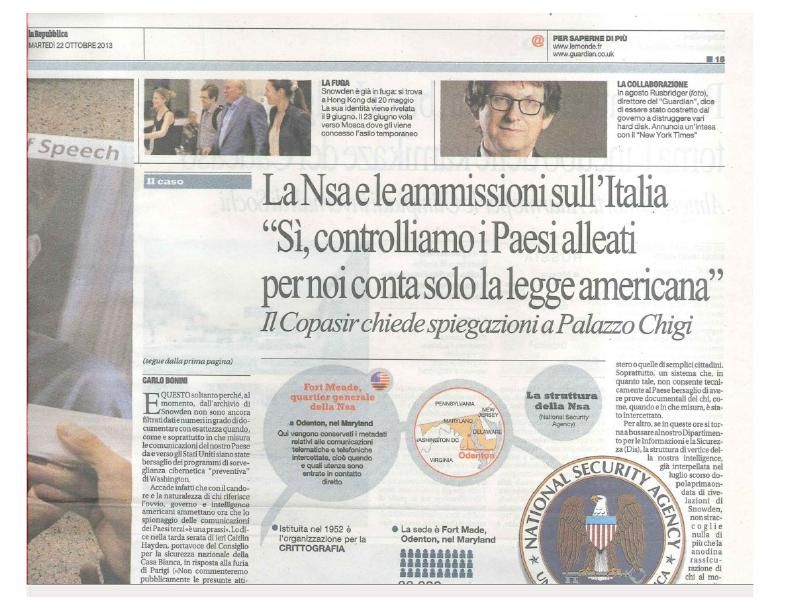 la Repubblica
MARTEDÌ 22 OTTOBRE 2013
@
PER SAPERNE DI PIÙ
www.lemonde.fr
www.guardian.co.uk
15
LA FUGA
Snowden è già in fuga: si trova
a Hong Kong dal 20 maggio
La sua identità viene rivelata
il 9 giugno. Il 23 giugno vola
verso Mosca dove gli viene
concesso l'asilo temporaneo
LA COLLABORAZIONE
In agosto Rusbridger (foto),
direttore del "Guardian", dice
di essere stato costretto dal
governo a distruggere vari
hard disk. Annuncia un'intesa
con il "New York Times"
f Speech
Il caso
La Nsa e le ammissioni sull'Italia
"Sì, controlliamo i Paesi alleati
per noi conta solo la legge americana"
Il Copasir chiede spiegazioni a Palazzo Chigi
(segue dalla prima pagina)
CARLO BONINI
E QUESTO soltanto perché, al
momento, dall'archivio di
Snowden non sono ancora
filtrati dati e numeri in grado di do-
cumentare con esattezza quando,
come e soprattutto in che misura
le comunicazioni del nostro Paese
da e verso gli Stati Uniti siano state
bersaglio dei programmi di sorve-
glianza cibernetica "preventiva"
di Washington.
Accade infatti che con il cando-
re e la naturalezza di chi riferisce
l'ovvio, governo e intelligence
americani ammettano ora che lo
spionaggio delle comunicazioni
dei Paesi terzi «è una prassi». Lo di-
ce nella tarda serata di ieri Caitlin
Hayden, portavoce del Consiglio
per la sicurezza nazionale della
Casa Bianca, in risposta alla furia
di Parigi («Non commenteremo
pubblicamente le presunte atti-
Fort Meade,
quartier generale
della Nsa
a Odenton, nel Maryland
Qui vengono conservati i metadati
relativi alle comunicazioni
telematiche e telefoniche
intercettate, cioè quando
e quali utenze sono
entrate in contatto
diretto
PENNSYLVANIA
NEW
JERSEY
MARYLAND
DELAWARE
WASHINGTON DC
Odenton
VIRGINIA
La struttura
della Nsa
(National Security
Agency)
Istituita nel 1952 è
l'organizzazione per la
CRITTOGRAFIA
La sede è Fort Made,
Odenton, nel Maryland
NATIONAL SECURITY AGENCY
stero o quelle di semplici cittadini.
Soprattutto, un sistema che, in
quanto tale, non consente tecni-
camente al Paese bersaglio di ave-
re prove documentali del chi, co-
me, quando e in che misura, è sta-
to intercettato.
Per altro, se in queste ore si tor-
na a bussare al nostro Dipartimen-
to per le Informazioni e la Sicurez-
za (Dis), la struttura di vertice del-
la nostra intelligence,
già interpellata nel
luglio scorso do-
po la prima on-
data di rive-
lazioni di
Snowden,
non si rac-
coglie
nulla di
più che la
anodina
rassicu-
razione di
chi al mo-